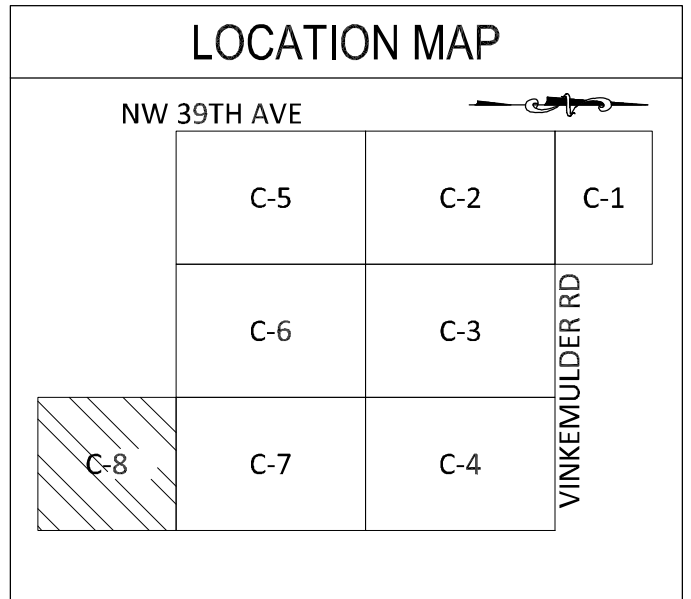 LOCATION MAP
NW 39TH AVE
C-5
C-2
C-1
C-6
C-3
VINKEMULDER RD
C-8
C-7
C-4